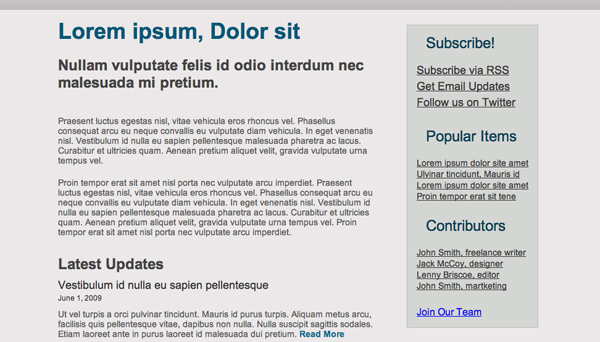 Lorem ipsum, Dolor sit
Nullam vulputate felis id odio interdum nec
malesuada mi pretium.
Praesent luctus egestas nisl, vitae vehicula eros rhoncus vel. Phasellus
consequat arcu eu neque convallis eu vulputate diam vehicula. In eget venenatis
nisl. Vestibulum id nulla eu sapien pellentesque malesuada pharetra ac lacus.
Curabitur et ultricies quam. Aenean pretium aliquet velit, gravida vulputate urna
tempus vel.
Proin tempor erat sit amet nisl porta nec vulputate arcu imperdiet. Praesent
luctus egestas nisl, vitae vehicula eros rhoncus vel. Phasellus consequat arcu eu
neque convallis eu vulputate diam vehicula. In eget venenatis nisl. Vestibulum id
nulla eu sapien pellentesque malesuada pharetra ac lacus. Curabitur et ultricies
quam. Aenean pretium aliquet velit, gravida vulputate urna tempus vel. Proin
tempor erat sit amet nisl porta nec vulputate arcu imperdiet.
Latest Updates
Vestibulum id nulla eu sapien pellentesque
June 1, 2009
Ut vel turpis a orci pulvinar tincidunt. Mauris id purus turpis. Aliquam metus arcu,
facilisis quis pellentesque vitae, dapibus non nulla. Nulla suscipit sagittis sodales.
Etiam laoreet ante in purus laoreet id malesuada dui pretium. Read More
Subscribe!
Subscribe via RSS
Get Email Updates
Follow us on Twitter
Popular Items
Lorem ipsum dolor site amet
Ulvinar tincidunt, Mauris id
Lorem ipsum dolor site amet
Proin tempor erat sit tene
Contributors
John Smith, freelance writer
Jack McCoy, designer
Lenny Briscoe, editor
John Smith, martketing
Join Our Team